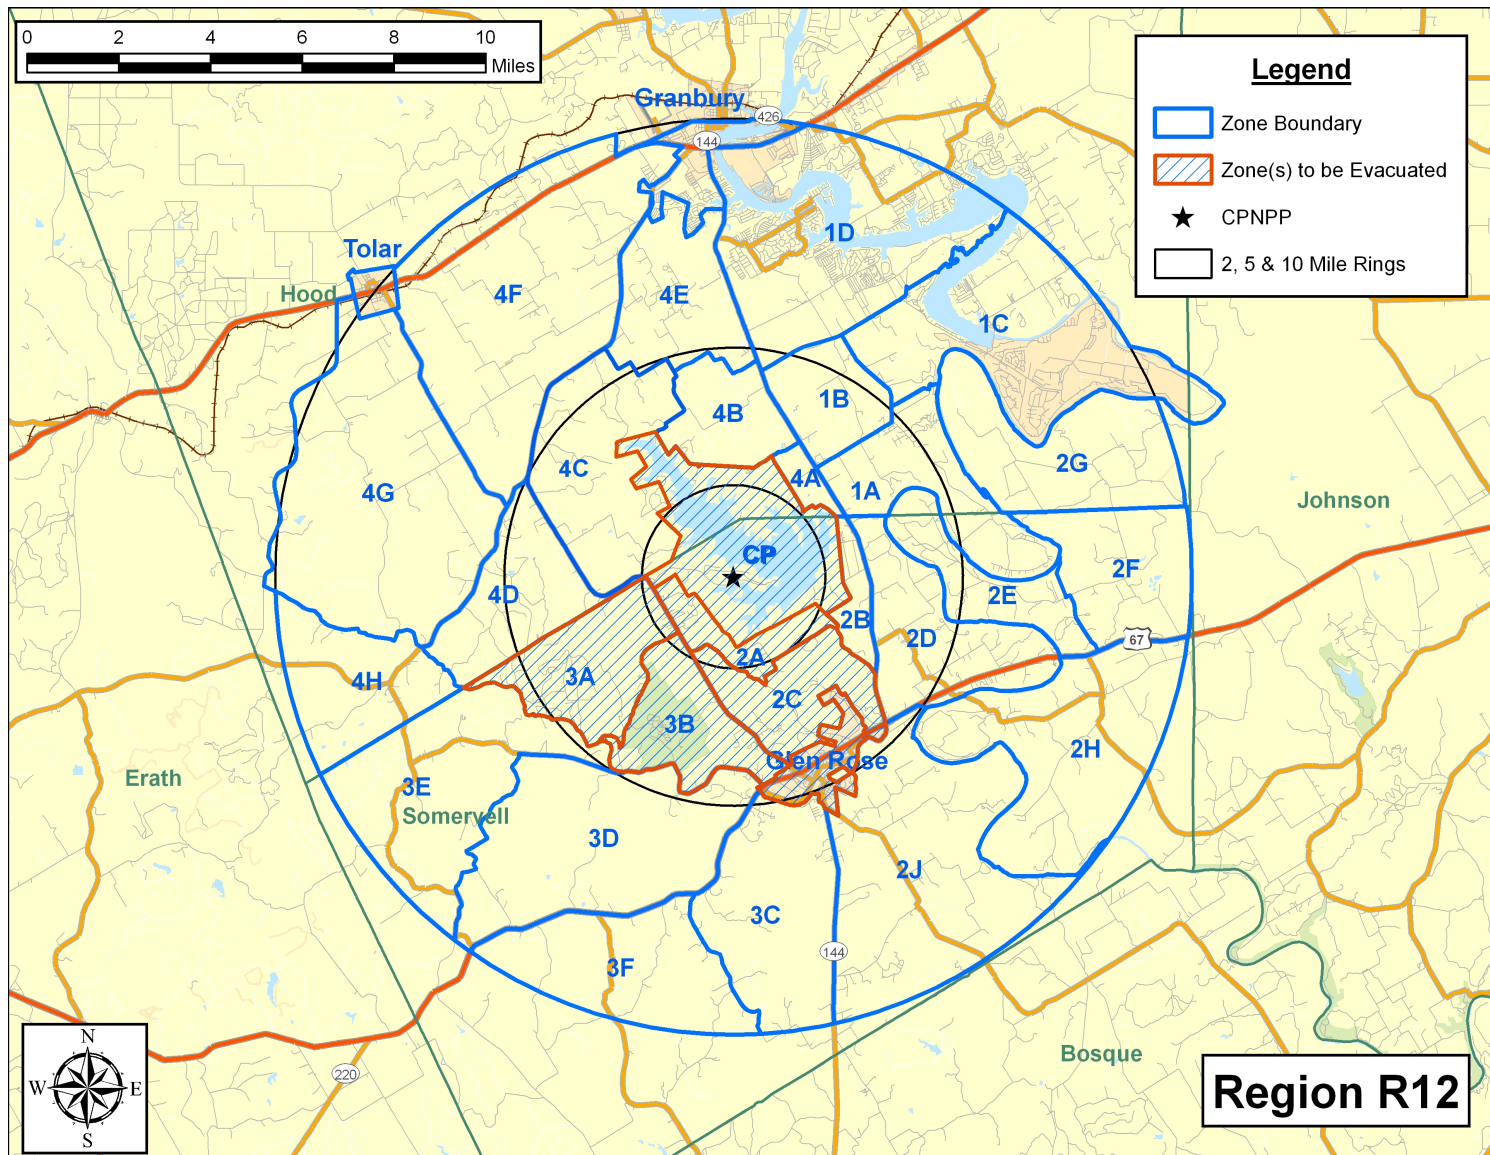 0 2 4 6 8 10
Miles
Legend
Zone Boundary
Zone(s) to be Evacuated
CPNPP
2, 5 & 10 Mile Rings
Granbury
426
144
1D
Tolar
Hood
4F
4E
1C
4B
1B
4C
4A
1A
2G
4G
Johnson
CP
4D
2E
2F
2B
2D
67
2A
3A
4H
2C
3B
2H
Glen Rose
Erath
3E
Somervell
3D
2J
3C
144
3F
Bosque
220
N
W E
S
Region R12